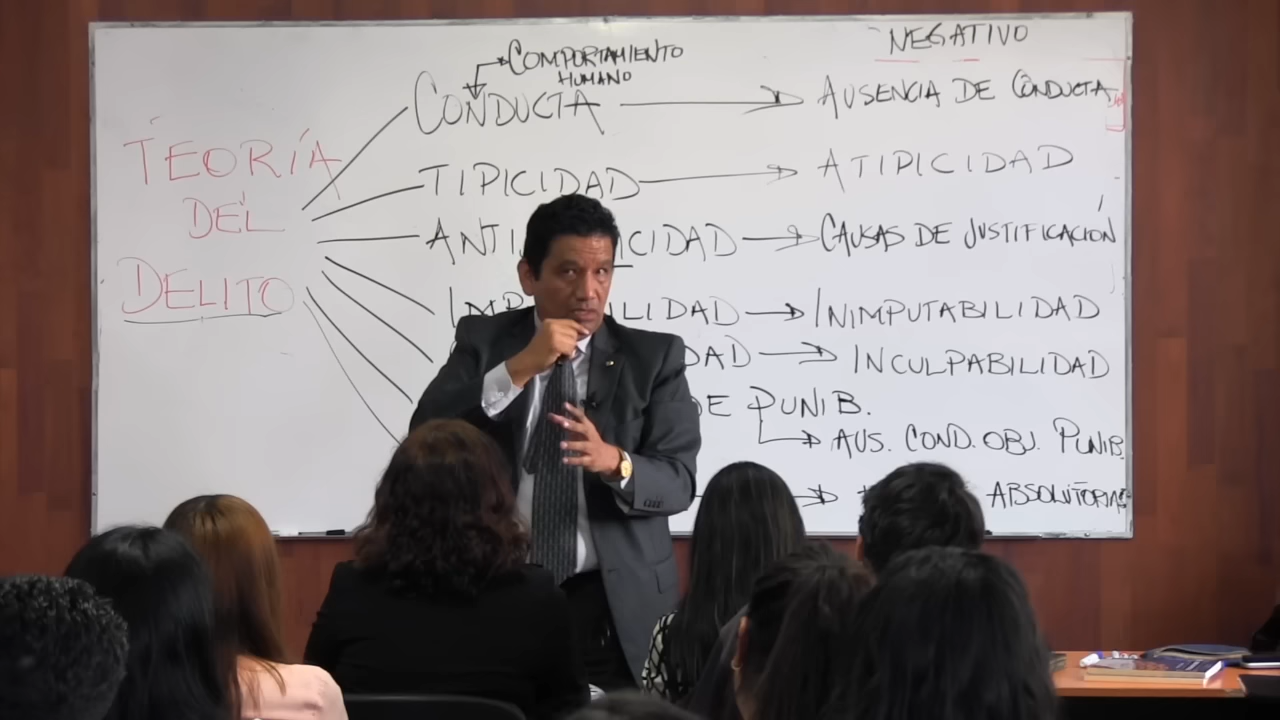 TEORÍA
DEL
DELITO
COMPORTAMIENTO
HUMANO
CONDUCTA
TIPICIDAD
DE PUNIB.
NEGATIVO
AUSENCIA DE CONDUCTA
ATIPICIDAD
CAUSAS DE JUSTIFICACIÓN
INIMPUTABILIDAD
INCULPABILIDAD
AUS. COND. OBJ. PUNIB.
ABSOLUTORIAS